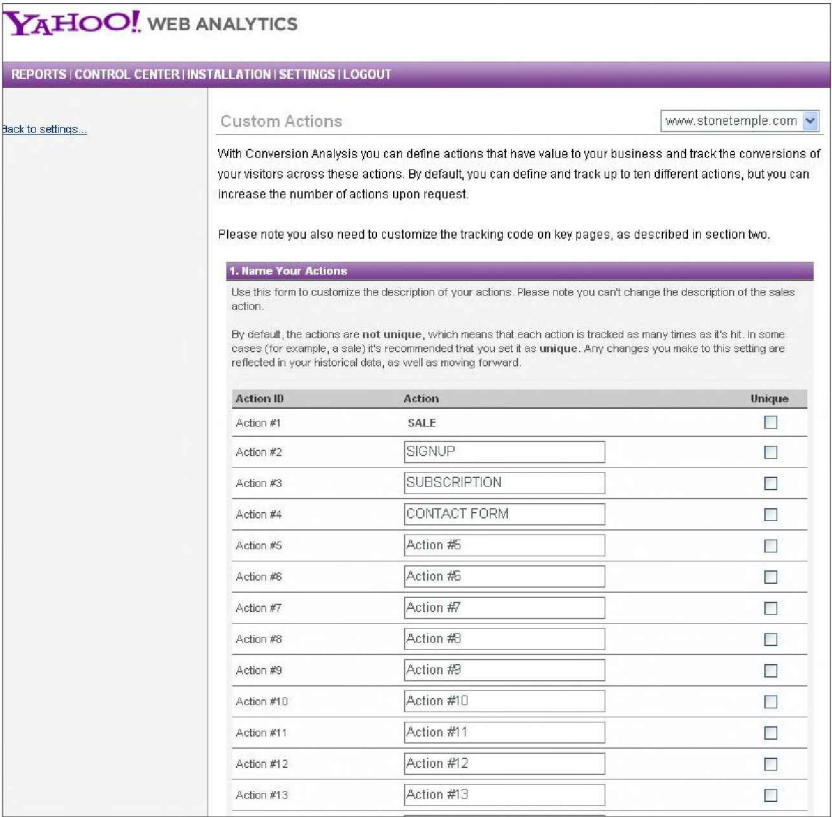 YAHOO! WEB ANALYTICS
REPORTS | CONTROL CENTER | INSTALLATION | SETTINGS | LOGOUT
Back to settings...
Custom Actions
www.stonetemple.com
With Conversion Analysis you can define actions that have value to your business and track the conversions of
your visitors across these actions. By default, you can define and track up to ten different actions, but you can
increase the number of actions upon request.
Please note you also need to customize the tracking code on key pages, as described in section two.
1. Name Your Actions
Use this form to customize the description of your actions. Please note you can't change the description of the sales
action.
By default, the actions are not unique, which means that each action is tracked as many times as it's hit. In some
cases (for example, a sale) it's recommended that you set it as unique. Any changes you make to this setting are
reflected in your historical data, as well as moving forward.
Action ID Action Unique
Action #1 SALE
Action #2 SIGNUP
Action #3 SUBSCRIPTION
Action #4 CONTACT FORM
Action #5 Action #5
Action #6 Action #6
Action #7 Action #7
Action #8 Action #8
Action #9 Action #9
Action #10 Action #10
Action #11 Action #11
Action #12 Action #12
Action #13 Action #13